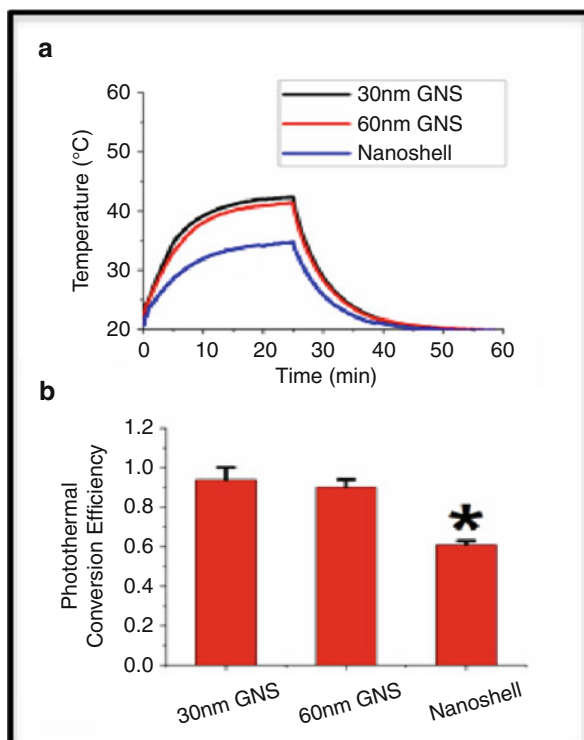 a
60
50
40
30
20
Temperature (°C)
30nm GNS
60nm GNS
Nanoshell
0 10 20 30 40 50 60
Time (min)
b
1.2
1.0
0.8
0.6
0.4
0.2
0.0
Photothermal
Conversion Efficiency
*
30nm GNS
60nm GNS
Nanoshell